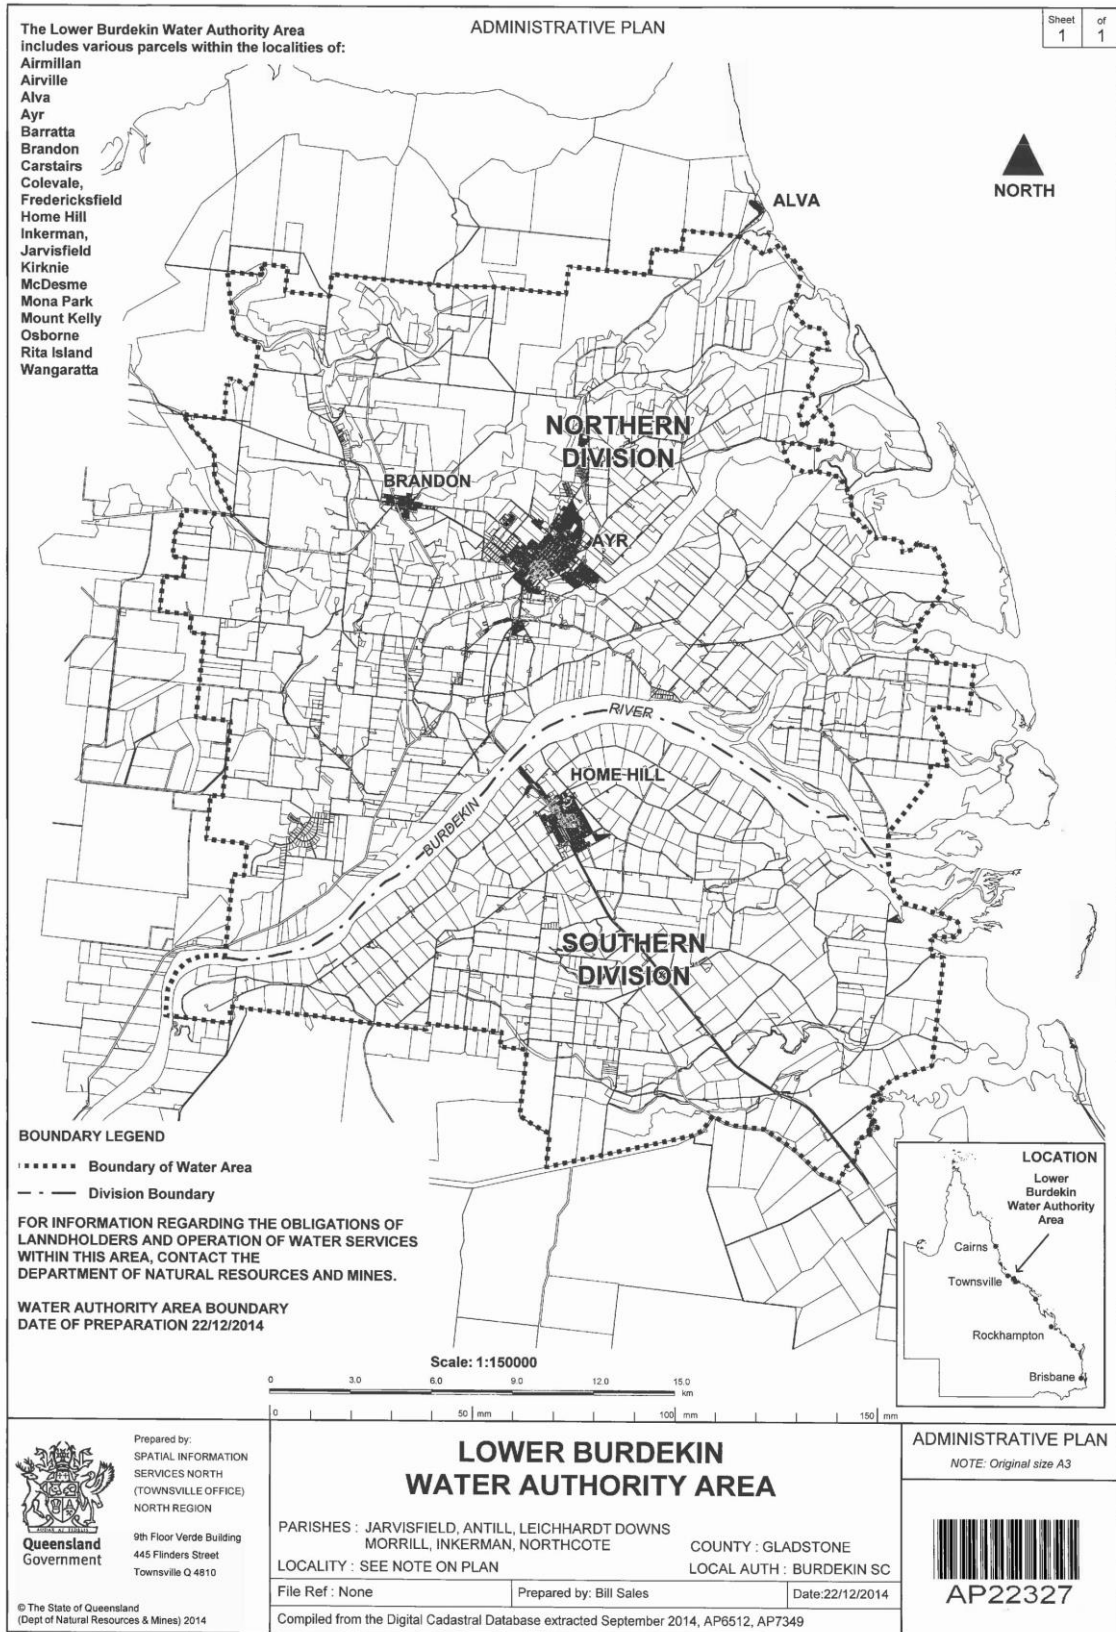 ADMINISTRATIVE PLAN
Sheet 1 of 1
The Lower Burdekin Water Authority Area
includes various parcels within the localities of:
Airmillan
Airville
Alva
Ayr
Barratta
Brandon
Carstairs
Colevale,
Fredericksfield
Home Hill
Inkerman,
Jarvisfield
Kirknie
McDesme
Mona Park
Mount Kelly
Osborne
Rita Island
Wangaratta
NORTH
ALVA
NORTHERN
DIVISION
BRANDON
AYR
RIVER
HOME HILL
BURDEKIN
SOUTHERN
DIVISION
BOUNDARY LEGEND
Boundary of Water Area
Division Boundary
FOR INFORMATION REGARDING THE OBLIGATIONS OF
LANNDHOLDERS AND OPERATION OF WATER SERVICES
WITHIN THIS AREA, CONTACT THE
DEPARTMENT OF NATURAL RESOURCES AND MINES.
WATER AUTHORITY AREA BOUNDARY
DATE OF PREPARATION 22/12/2014
LOCATION
Lower
Burdekin
Water Authority
Area
Cairns
Townsville
Rockhampton
Brisbane
Scale: 1:150000
0 3.0 6.0 9.0 12.0 15.0
km
0 50 mm 100 mm 150 mm
Queensland
Government
Prepared by:
SPATIAL INFORMATION
SERVICES NORTH
(TOWNSVILLE OFFICE)
NORTH REGION
9th Floor Verde Building
445 Flinders Street
Townsville Q 4810
© The State of Queensland
(Dept of Natural Resources & Mines) 2014
LOWER BURDEKIN
WATER AUTHORITY AREA
PARISHES : JARVISFIELD, ANTILL, LEICHHARDT DOWNS
MORRILL, INKERMAN, NORTHCOTE
COUNTY : GLADSTONE
LOCALITY : SEE NOTE ON PLAN
LOCAL AUTH : BURDEKIN SC
File Ref : None
Prepared by: Bill Sales
Date:22/12/2014
Compiled from the Digital Cadastral Database extracted September 2014, AP6512, AP7349
ADMINISTRATIVE PLAN
NOTE: Original size A3
AP22327